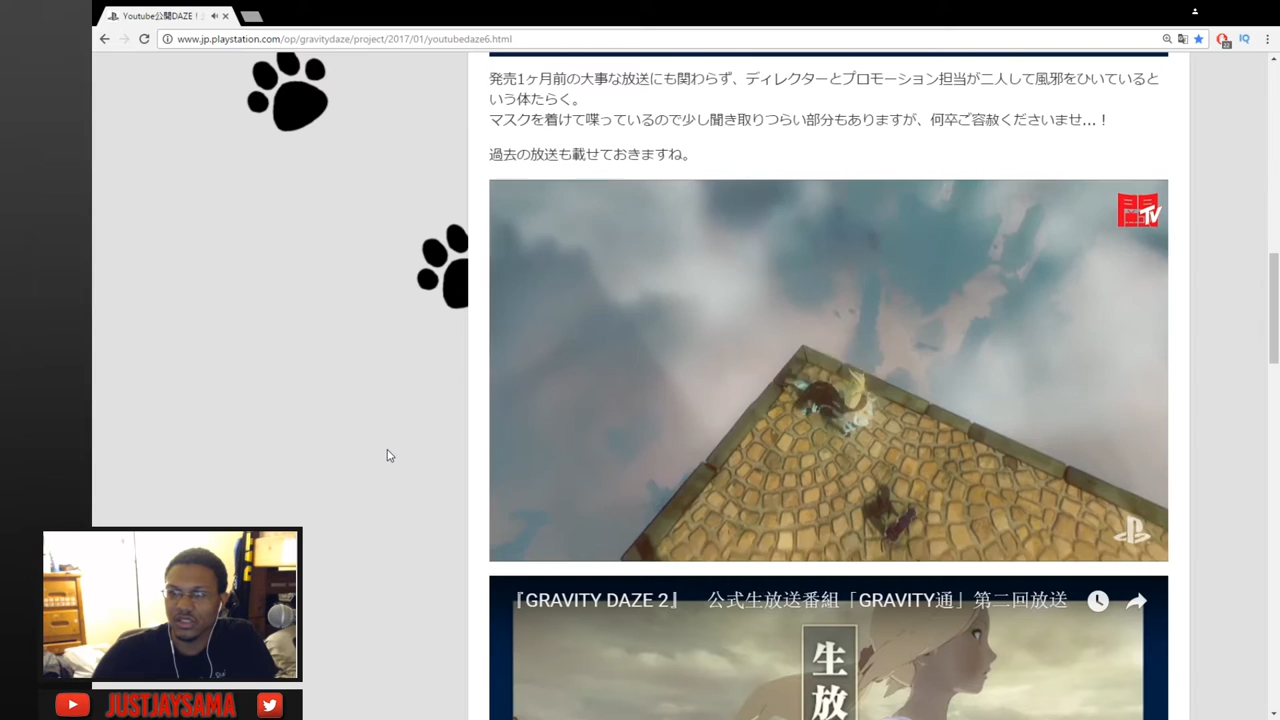 Youtube公開DAZE！
www.jp.playstation.com/op/gravitydaze/project/2017/01/youtubedaze6.html
22
IQ
発売1ヶ月前の大事な放送にも関わらず、ディレクターとプロモーション担当が二人して風邪をひいていると
いう体たらく。
マスクを着けて喋っているので少し聞き取りつらい部分もありますが、何卒ご容赦くださいませ...！
過去の放送も載せておきますね。
TV
『GRAVITY DAZE 2』　公式生放送番組「GRAVITY通」第二回放送
生放
JUSTJAYSAMA